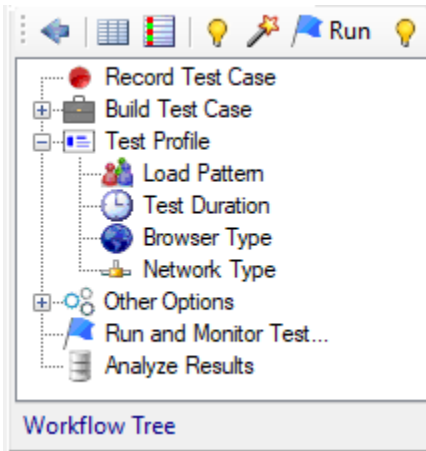 Run
Record Test Case
Build Test Case
Test Profile
Load Pattern
Test Duration
Browser Type
Network Type
Other Options
Run and Monitor Test...
Analyze Results
Workflow Tree